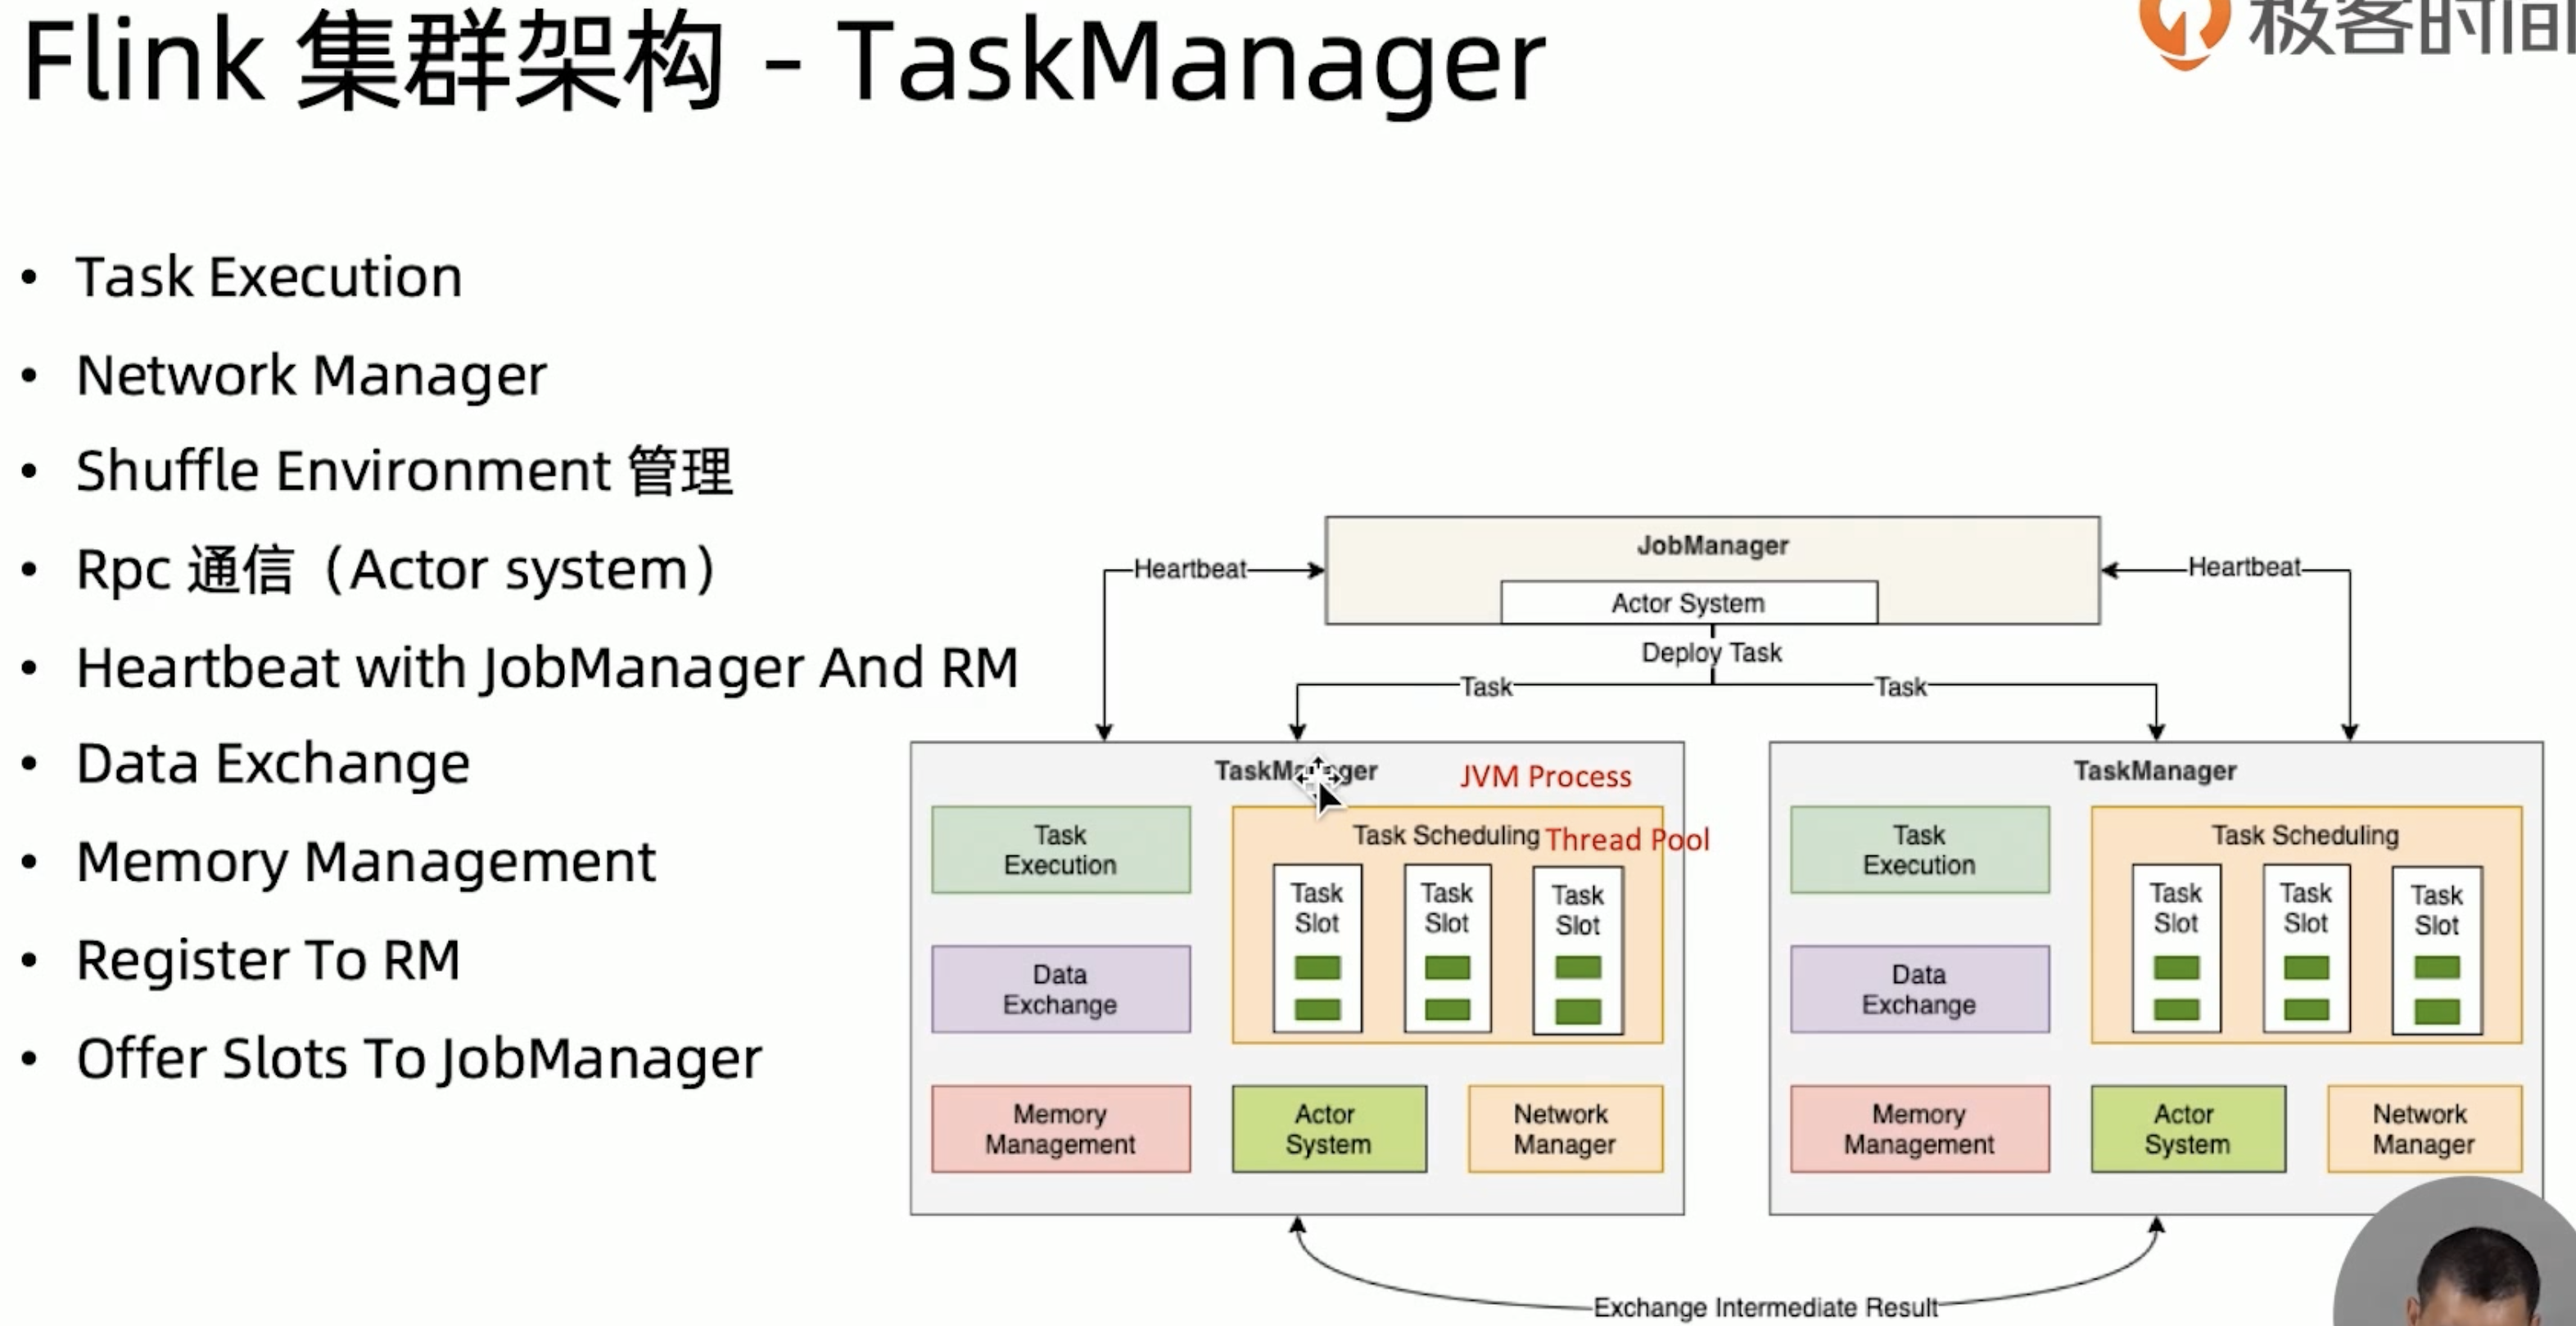 Flink 集群架构 - TaskManager
极客时间
• Task Execution
• Network Manager
• Shuffle Environment 管理
• Rpc 通信（Actor system）
• Heartbeat with JobManager And RM
• Data Exchange
• Memory Management
• Register To RM
• Offer Slots To JobManager
JobManager
Heartbeat
Heartbeat
Actor System
Deploy Task
Task
Task
TaskManager
JVM Process
Task
Execution
Task Scheduling
Thread Pool
Task
Slot
Task
Slot
Task
Slot
Data
Exchange
Memory
Management
Actor
System
Network
Manager
TaskManager
Task
Execution
Task Scheduling
Task
Slot
Task
Slot
Task
Slot
Data
Exchange
Memory
Management
Actor
System
Network
Manager
Exchange Intermediate Result